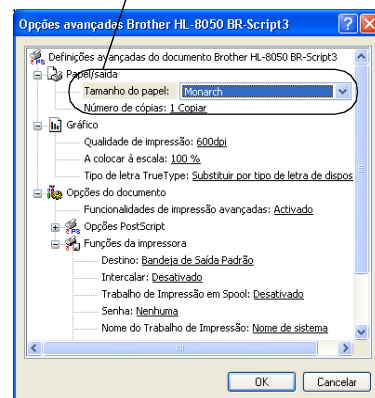 Opções avançadas Brother HL-8050 BR-Script3
Definições avançadas do documento Brother HL-8050 BR-Script3
Papel/saída
Tamanho do papel: Monarch
Número de cópias: 1 Copiar
Gráfico
Qualidade de impressão: 600dpi
A colocar à escala: 100 %
Tipo de letra TrueType: Substituir por tipo de letra de dispos
Opções do documento
Funcionalidades de impressão avançadas: Activado
Opções PostScript
Funções da impressora
Destino: Bandeja de Saída Padrão
Intercalar: Desativado
Trabalho de Impressão em Spool: Desativado
Senha: Nenhuma
Nome do Trabalho de Impressão: Nome de sistema
OK Cancelar